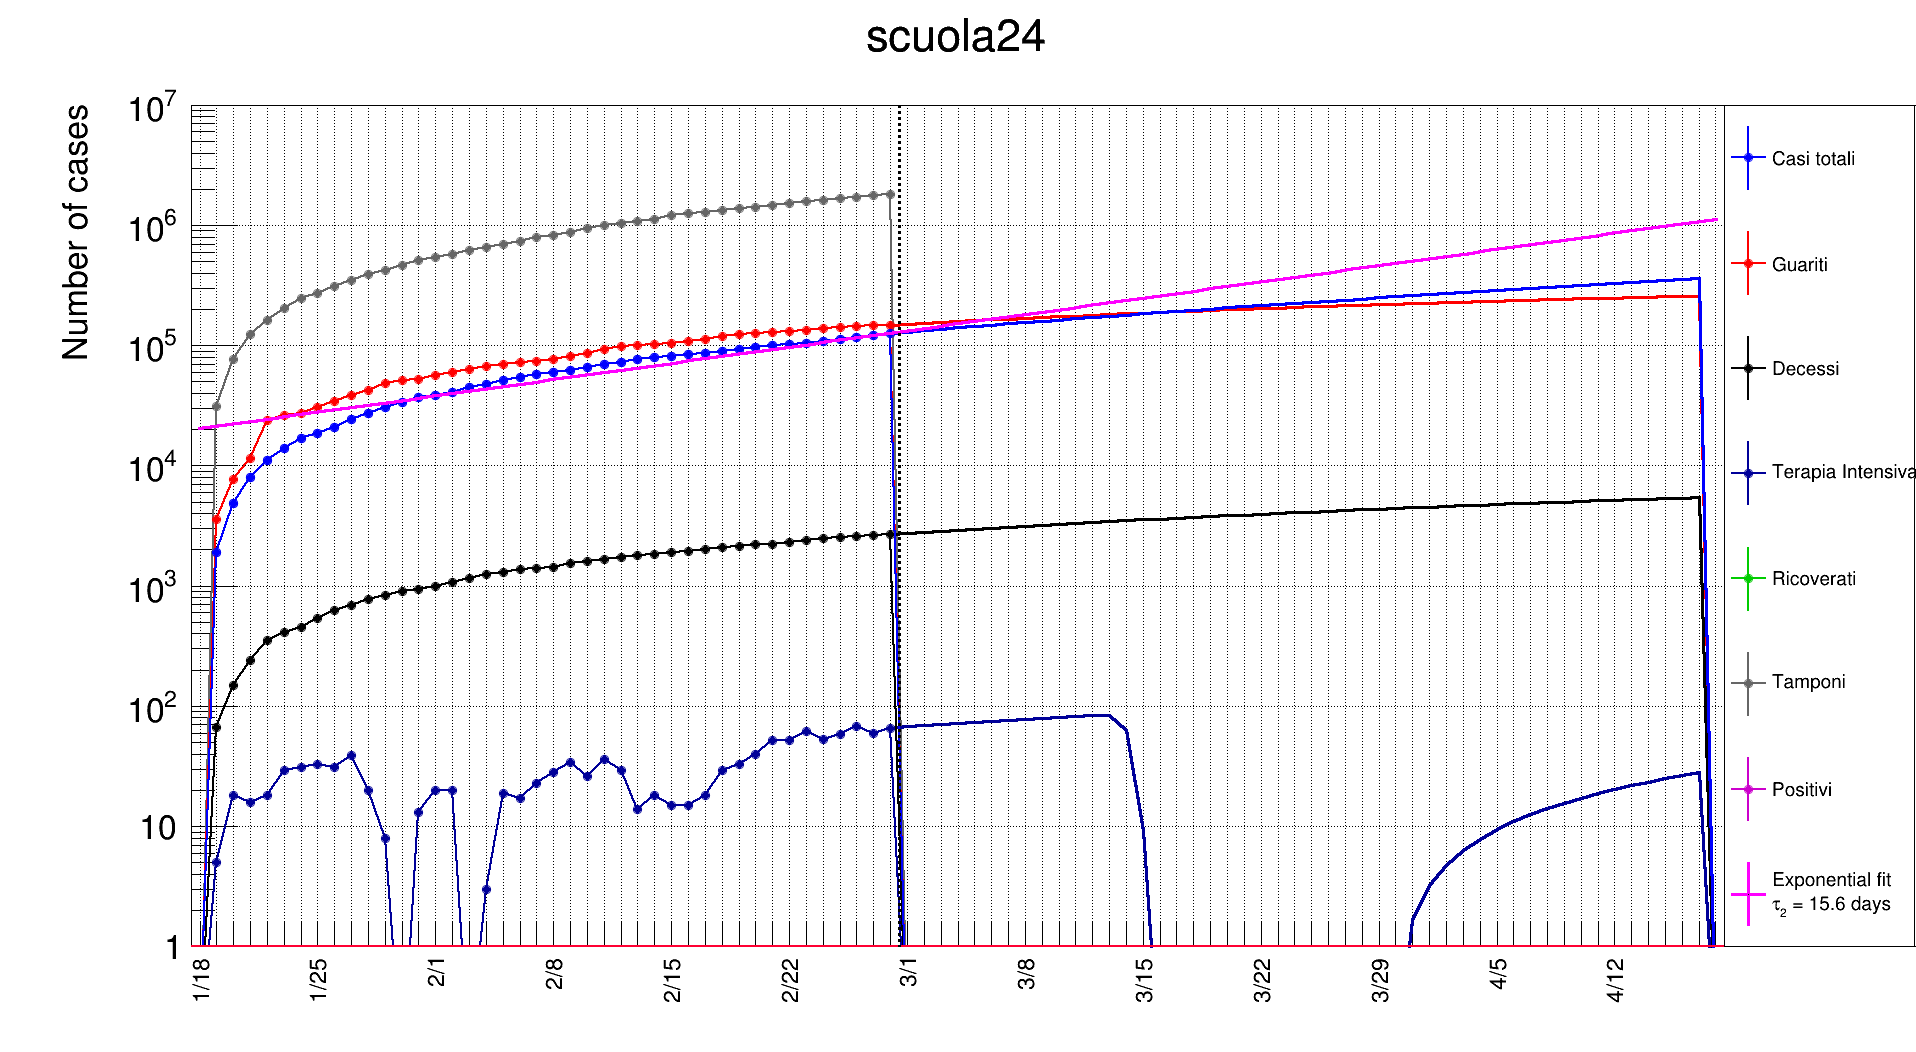 scuola24
Number of cases
10^7
10^6
10^5
10^4
10^3
10^2
10
1
1/18
1/25
2/1
2/8
2/15
2/22
3/1
3/8
3/15
3/22
3/29
4/5
4/12
Casi totali
Guariti
Decessi
Terapia Intensiva
Ricoverati
Tamponi
Positivi
Exponential fit
τ₂ = 15.6 days